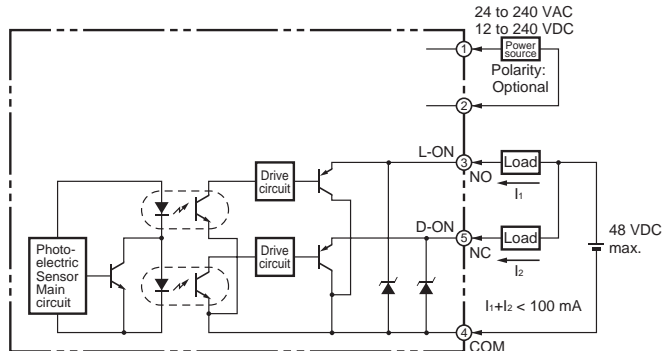 24 to 240 VAC
12 to 240 VDC
1
Power
source
Polarity:
Optional
2
L-ON
3
NO
Load
I1
Drive
circuit
D-ON
5
NC
Load
I2
Drive
circuit
48 VDC
max.
Photo-
electric
Sensor
Main
circuit
I1+I2 < 100 mA
4
COM